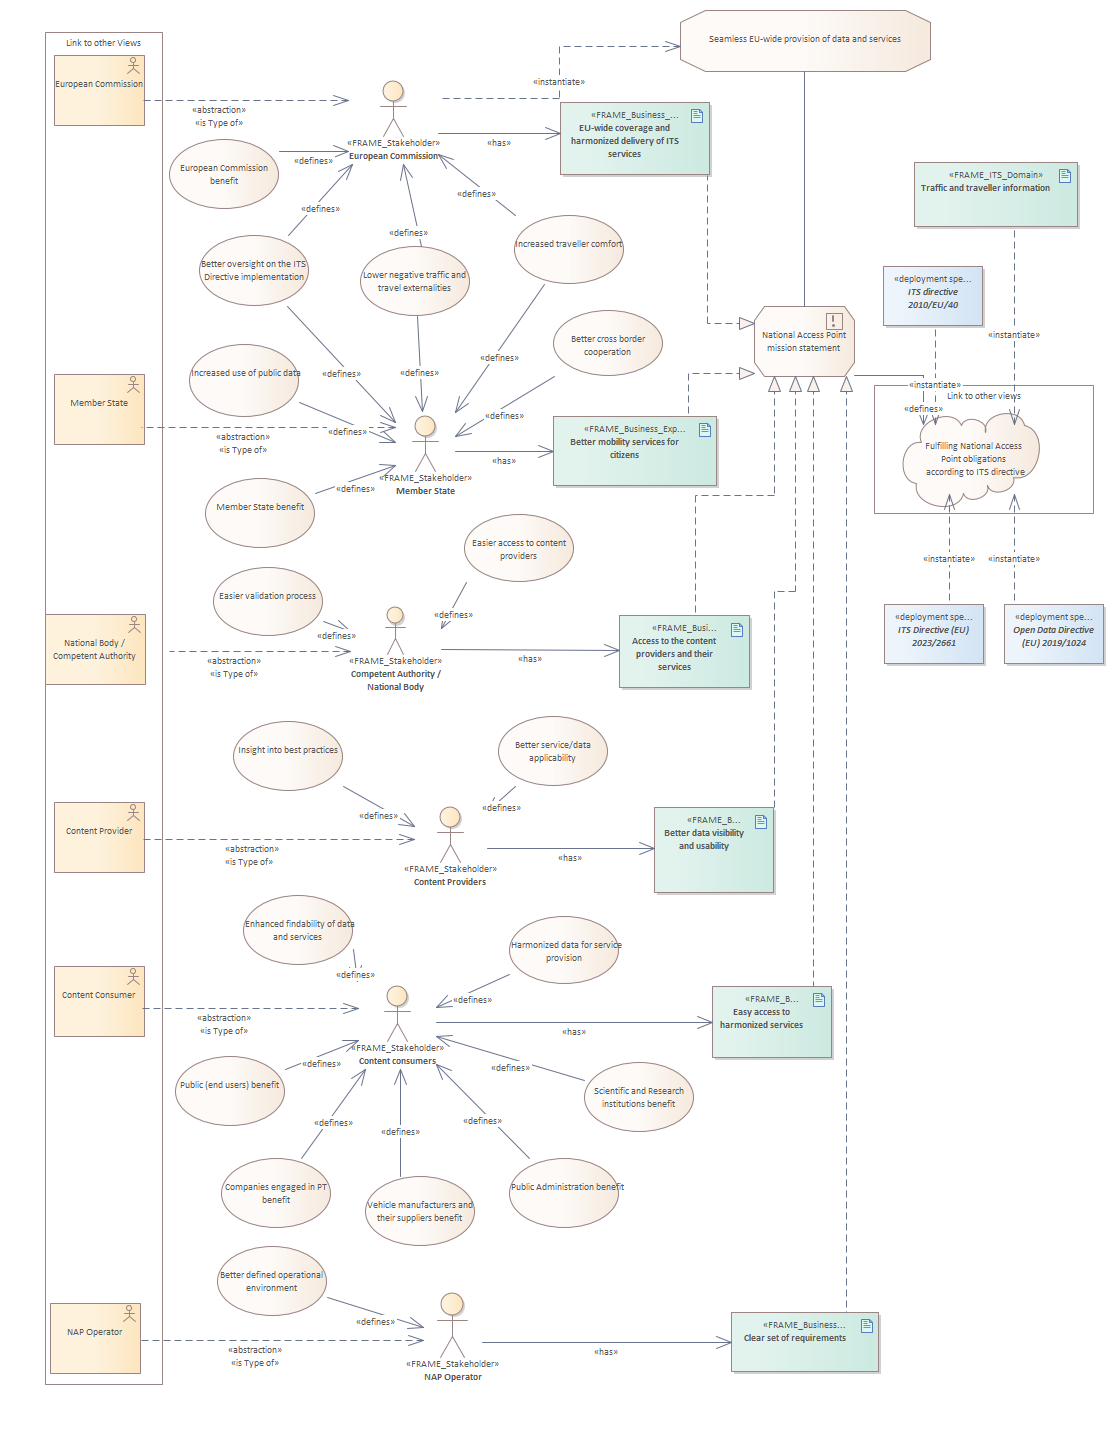 Link to other Views
European Commission
«abstraction»
«is Type of»
«FRAME_Stakeholder»
European Commission
«instantiate»
Seamless EU-wide provision of data and services
«has»
«FRAME_Business_...
EU-wide coverage and
harmonized delivery of ITS
services
European Commission
benefit
«defines»
Better oversight on the ITS
Directive implementation
«defines»
Lower negative traffic and
travel externalities
«defines»
Increased traveller comfort
«defines»
«FRAME_ITS_Domain»
Traffic and traveller information
«deployment spe...
ITS directive
2010/EU/40
National Access Point
mission statement
«instantiate»
«instantiate»
Link to other views
«defines»
Fulfilling National Access
Point obligations
according to ITS directive
«instantiate»
«instantiate»
«deployment spe...
ITS Directive (EU)
2023/2661
«deployment spe...
Open Data Directive
(EU) 2019/1024
Better cross border
cooperation
«defines»
«defines»
«defines»
«defines»
Increased use of public data
«defines»
Member State
«abstraction»
«is Type of»
«FRAME_Stakeholder»
Member State
«has»
«FRAME_Business_Exp...
Better mobility services for
citizens
Member State benefit
«defines»
Easier access to content
providers
«defines»
Easier validation process
«defines»
National Body /
Competent Authority
«abstraction»
«is Type of»
«FRAME_Stakeholder»
Competent Authority /
National Body
«has»
«FRAME_Busi...
Access to the content
providers and their
services
Insight into best practices
«defines»
Better service/data
applicability
«defines»
Content Provider
«abstraction»
«is Type of»
«FRAME_Stakeholder»
Content Providers
«has»
«FRAME_B...
Better data visibility
and usability
Enhanced findability of data
and services
«defines»
Harmonized data for service
provision
«defines»
Content Consumer
«abstraction»
«is Type of»
«FRAME_Stakeholder»
Content consumers
«has»
«FRAME_B...
Easy access to
harmonized services
Public (end users) benefit
«defines»
Scientific and Research
institutions benefit
«defines»
Companies engaged in PT
benefit
«defines»
Vehicle manufacturers and
their suppliers benefit
«defines»
Public Administration benefit
«defines»
Better defined operational
environment
«defines»
NAP Operator
«abstraction»
«is Type of»
«FRAME_Stakeholder»
NAP Operator
«has»
«FRAME_Business...
Clear set of requirements